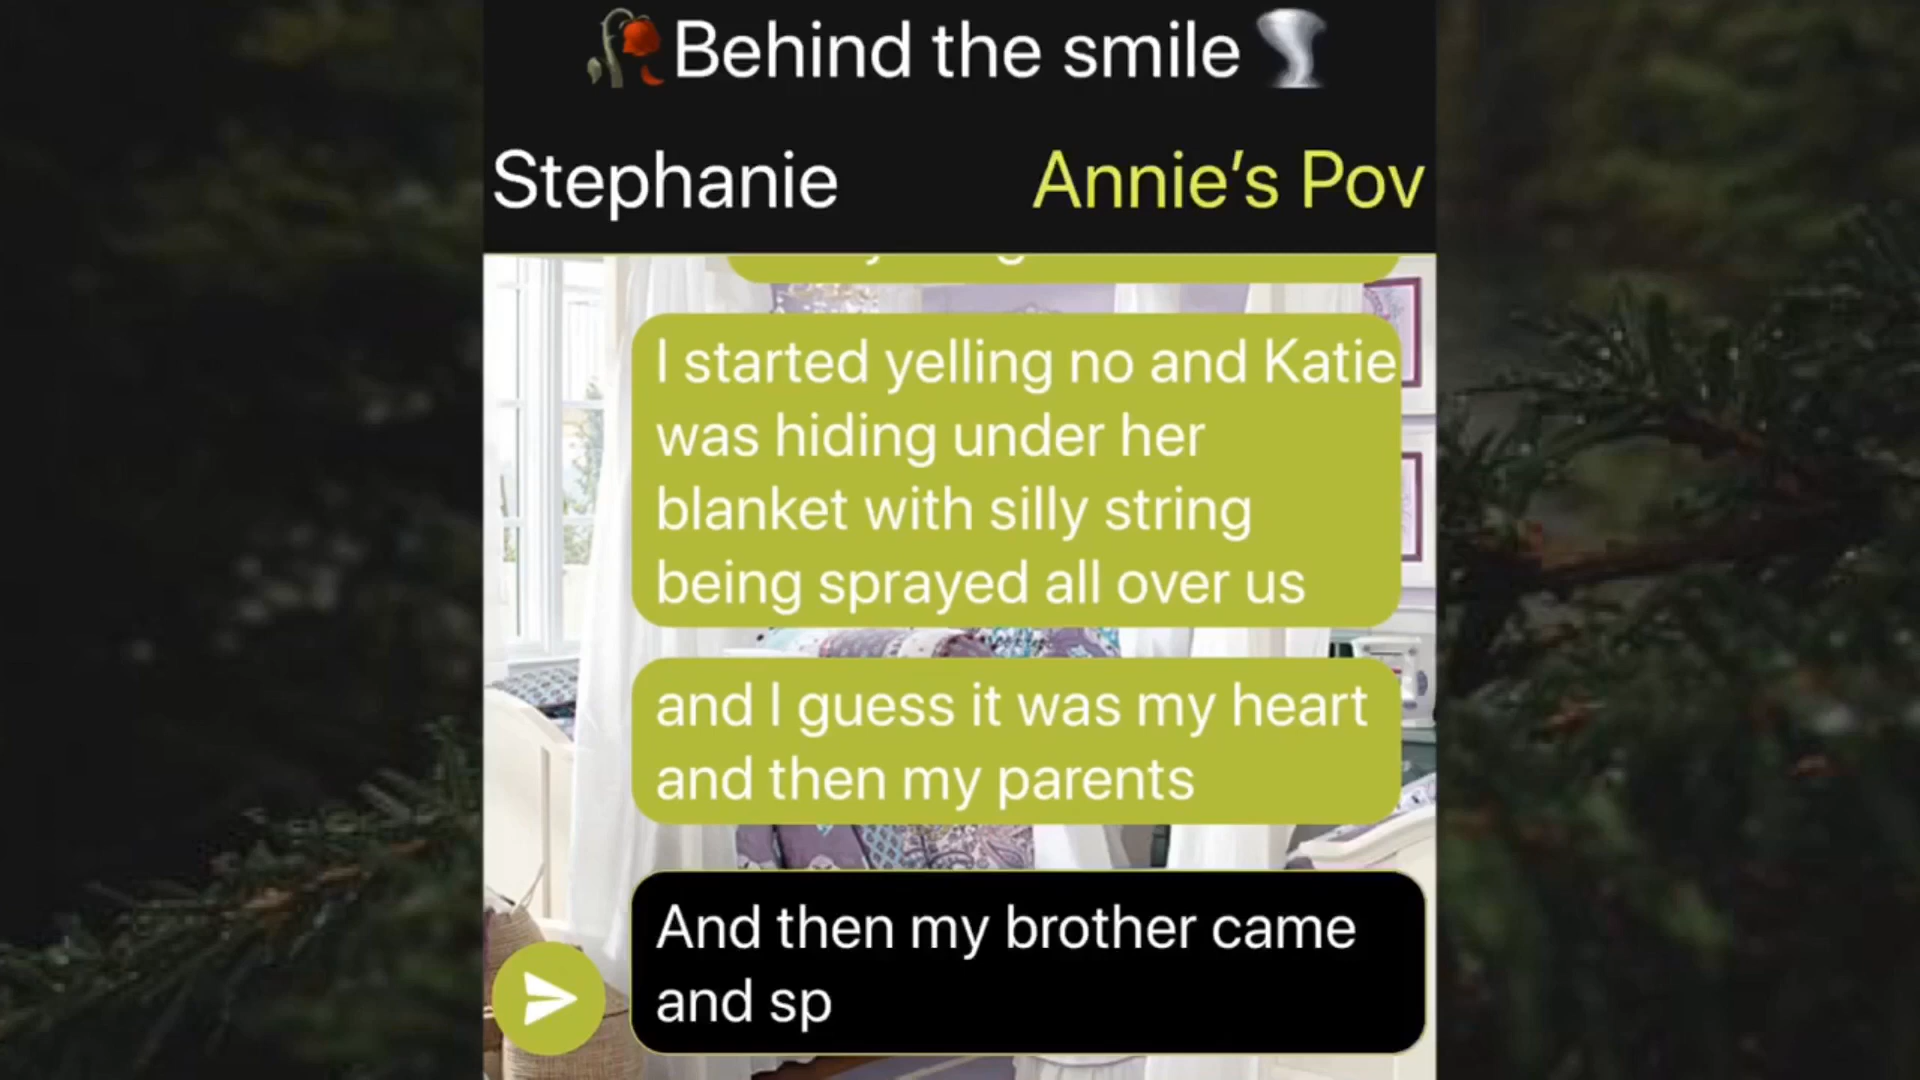 🥀Behind the smile🌪
Stephanie
Annie's Pov
I started yelling no and Katie
was hiding under her
blanket with silly string
being sprayed all over us
and I guess it was my heart
and then my parents
And then my brother came
and sp